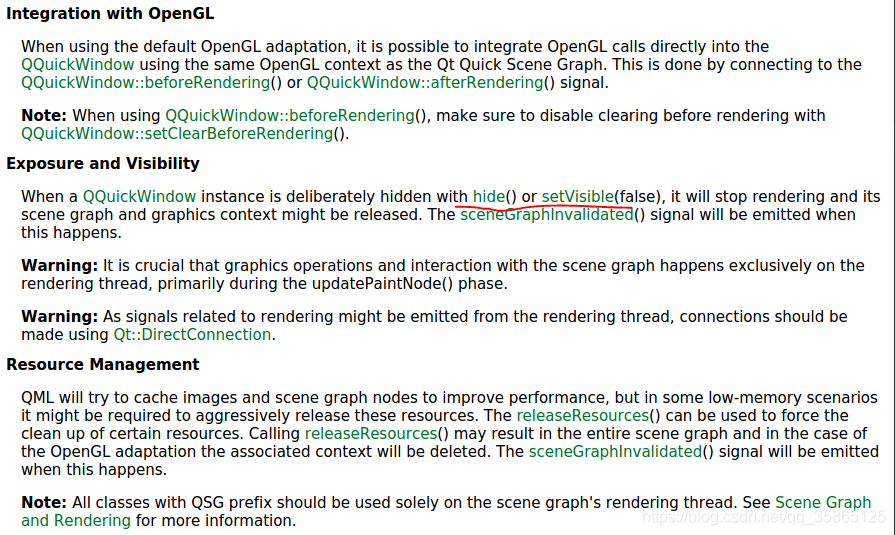 Integration with OpenGL
When using the default OpenGL adaptation, it is possible to integrate OpenGL calls directly into the
QQuickWindow using the same OpenGL context as the Qt Quick Scene Graph. This is done by connecting to the
QQuickWindow::beforeRendering() or QQuickWindow::afterRendering() signal.
Note: When using QQuickWindow::beforeRendering(), make sure to disable clearing before rendering with
QQuickWindow::setClearBeforeRendering().
Exposure and Visibility
When a QQuickWindow instance is deliberately hidden with hide() or setVisible(false), it will stop rendering and its
scene graph and graphics context might be released. The sceneGraphInvalidated() signal will be emitted when
this happens.
Warning: It is crucial that graphics operations and interaction with the scene graph happens exclusively on the
rendering thread, primarily during the updatePaintNode() phase.
Warning: As signals related to rendering might be emitted from the rendering thread, connections should be
made using Qt::DirectConnection.
Resource Management
QML will try to cache images and scene graph nodes to improve performance, but in some low-memory scenarios
it might be required to aggressively release these resources. The releaseResources() can be used to force the
clean up of certain resources. Calling releaseResources() may result in the entire scene graph and in the case of
the OpenGL adaptation the associated context will be deleted. The sceneGraphInvalidated() signal will be emitted
when this happens.
Note: All classes with QSG prefix should be used solely on the scene graph's rendering thread. See Scene Graph
and Rendering for more information.
https://blog.csdn.net/qq_35865125